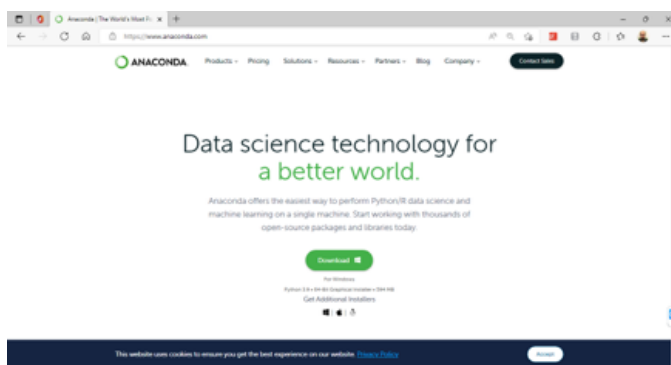 Anaconda | The World's Most Po
https://www.anaconda.com
ANACONDA.
Products
Pricing
Solutions
Resources
Partners
Blog
Company
Contact Sales
Data science technology for
a better world.
Anaconda offers the easiest way to perform Python/R data science and
machine learning on a single machine. Start working with thousands of
open-source packages and libraries today.
Download
For Windows
Python 3.9 • 64-Bit Graphical Installer • 594 MB
Get Additional Installers
This website uses cookies to ensure you get the best experience on our website. Privacy Policy
Accept